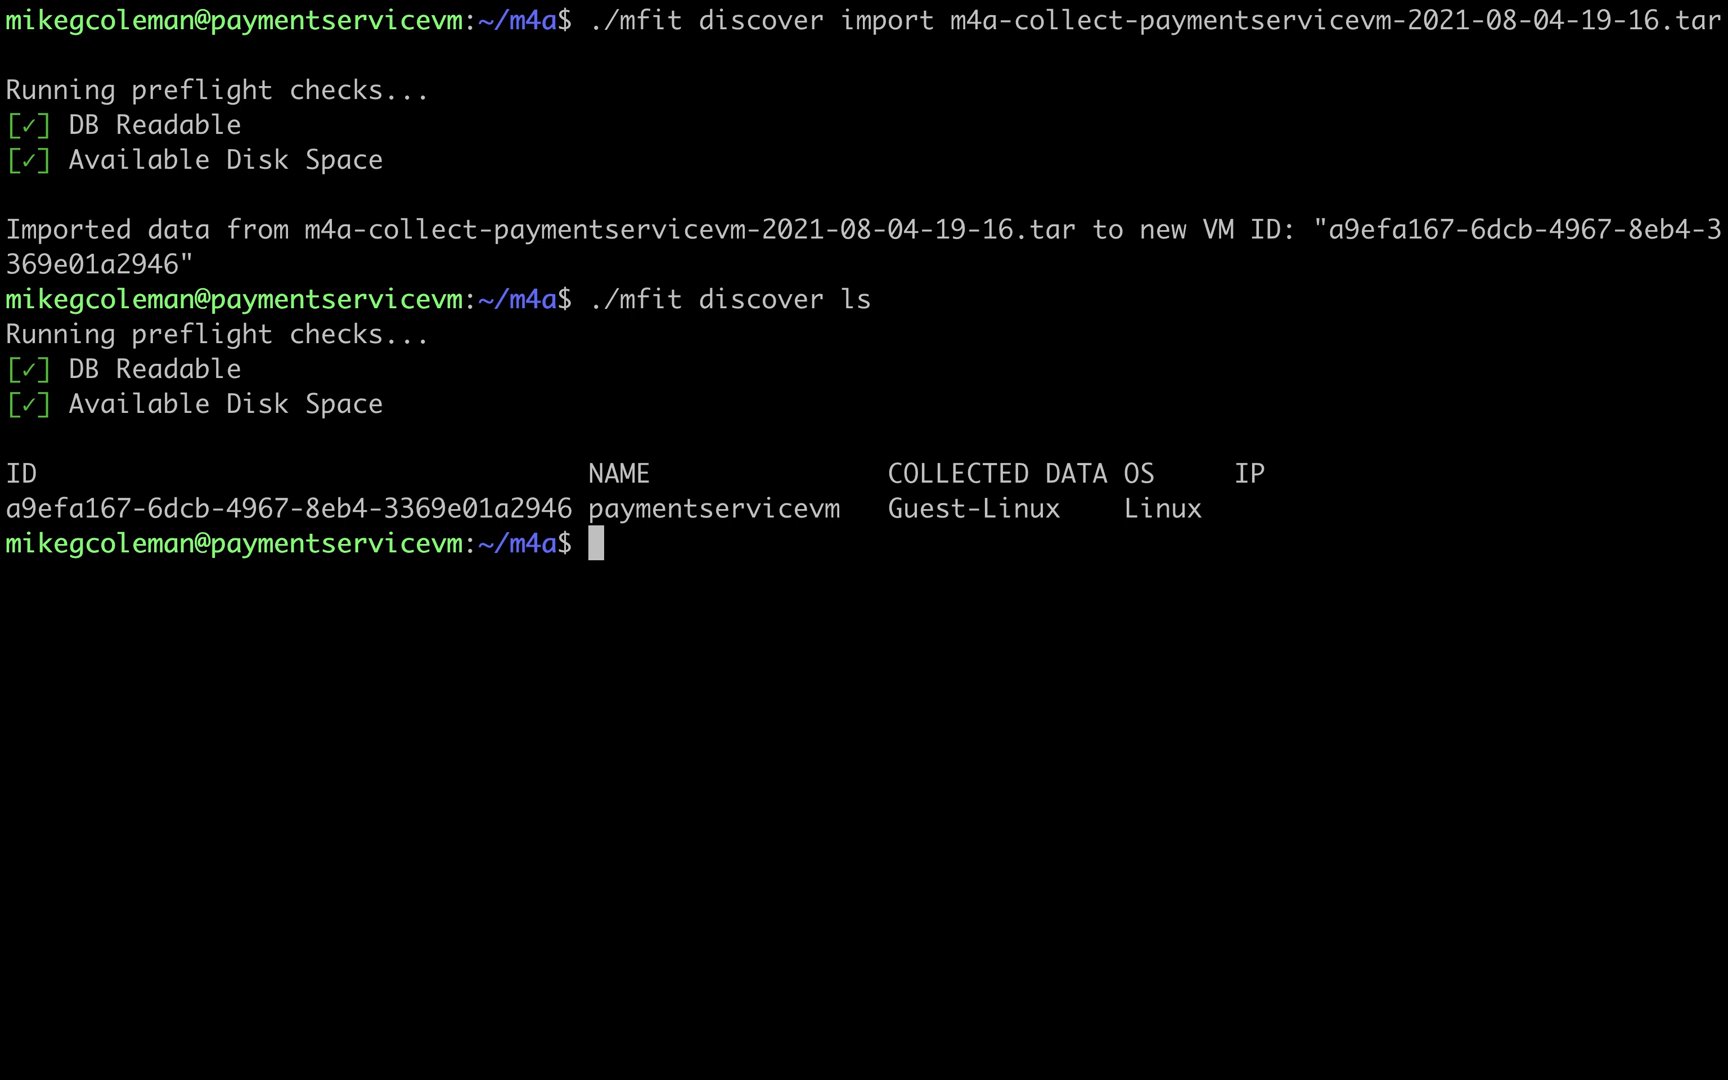 mikegcoleman@paymentservicevm:~/m4a$ ./mfit discover import m4a-collect-paymentservicevm-2021-08-04-19-16.tar
Running preflight checks...
[✓] DB Readable
[✓] Available Disk Space
Imported data from m4a-collect-paymentservicevm-2021-08-04-19-16.tar to new VM ID: "a9efa167-6dcb-4967-8eb4-3
369e01a2946"
mikegcoleman@paymentservicevm:~/m4a$ ./mfit discover ls
Running preflight checks...
[✓] DB Readable
[✓] Available Disk Space
ID NAME COLLECTED DATA OS IP
a9efa167-6dcb-4967-8eb4-3369e01a2946 paymentservicevm Guest-Linux Linux
mikegcoleman@paymentservicevm:~/m4a$